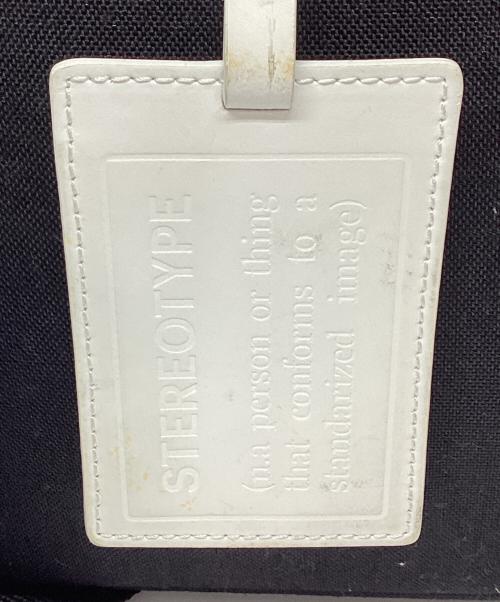 STEREOTYPE
(n.a person or thing
that conforms to a
standarized image)